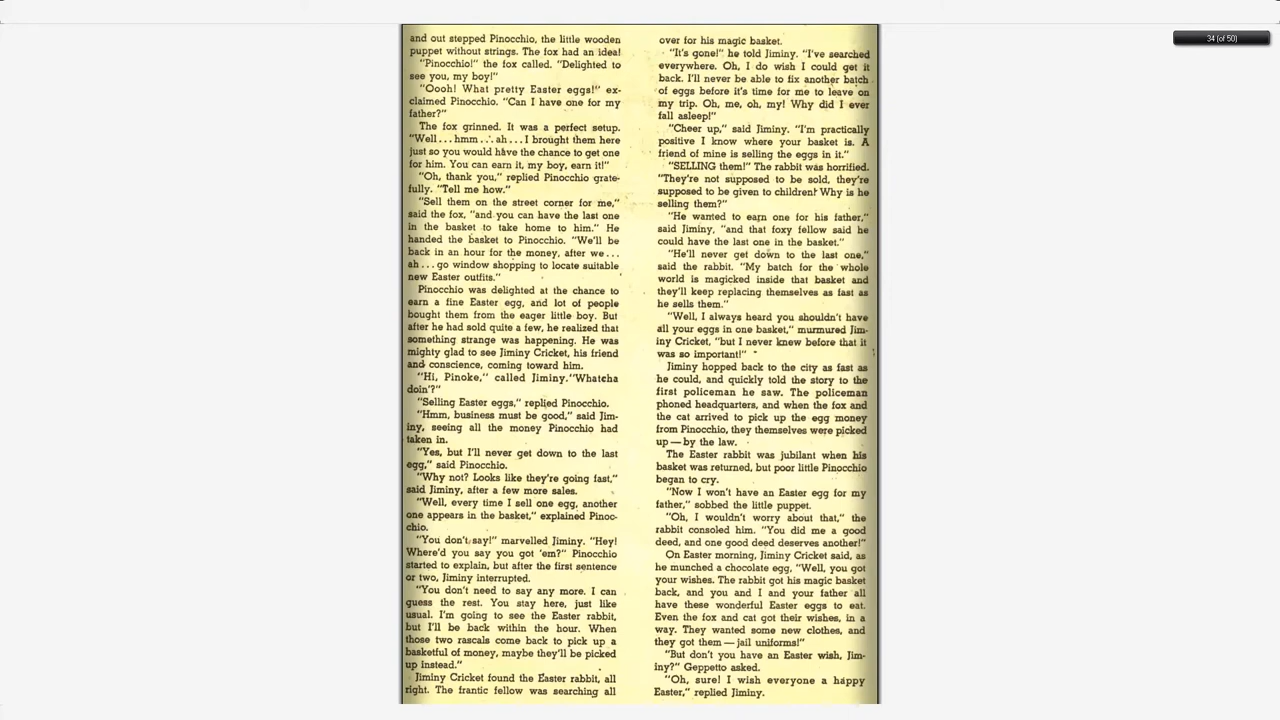 34 (of 50)
and out stepped Pinocchio, the little wooden
puppet without strings. The fox had an idea!
"Pinocchio!" the fox called. "Delighted to
see you, my boy!"
"Oooh! What pretty Easter eggs!" ex-
claimed Pinocchio. "Can I have one for my
father?"
The fox grinned. It was a perfect setup.
"Well . . . hmm . . . ah . . . I brought them here
just so you would have the chance to get one
for him. You can earn it, my boy, earn it!"
"Oh, thank you," replied Pinocchio grate-
fully. "Tell me how."
"Sell them on the street corner for me,"
said the fox, "and you can have the last one
in the basket to take home to him." He
handed the basket to Pinocchio. "We'll be
back in an hour for the money, after we . . .
ah . . . go window shopping to locate suitable
new Easter outfits."
Pinocchio was delighted at the chance to
earn a fine Easter egg, and lot of people
bought them from the eager little boy. But
after he had sold quite a few, he realized that
something strange was happening. He was
mighty glad to see Jiminy Cricket, his friend
and conscience, coming toward him.
"Hi, Pinoke," called Jiminy. "Whatcha
doin'?"
"Selling Easter eggs," replied Pinocchio.
"Hmm, business must be good," said Jim-
iny, seeing all the money Pinocchio had
taken in.
"Yes, but I'll never get down to the last
egg," said Pinocchio.
"Why not? Looks like they're going fast,"
said Jiminy, after a few more sales.
"Well, every time I sell one egg, another
one appears in the basket," explained Pinoc-
chio.
"You don't say!" marvelled Jiminy. "Hey!
Where'd you say you got 'em?" Pinocchio
started to explain, but after the first sentence
or two, Jiminy interrupted.
"You don't need to say any more. I can
guess the rest. You stay here, just like
usual. I'm going to see the Easter rabbit,
but I'll be back within the hour. When
those two rascals come back to pick up a
basketful of money, maybe they'll be picked
up instead."
Jiminy Cricket found the Easter rabbit, all
right. The frantic fellow was searching all
over for his magic basket.
"It's gone!" he told Jiminy. "I've searched
everywhere. Oh, I do wish I could get it
back. I'll never be able to fix another batch
of eggs before it's time for me to leave on
my trip. Oh, me, oh, my! Why did I ever
fall asleep!"
"Cheer up," said Jiminy. "I'm practically
positive I know where your basket is. A
friend of mine is selling the eggs in it."
"SELLING them!" The rabbit was horrified.
"They're not supposed to be sold, they're
supposed to be given to children! Why is he
selling them?"
"He wanted to earn one for his father,"
said Jiminy, "and that foxy fellow said he
could have the last one in the basket."
"He'll never get down to the last one,"
said the rabbit. "My batch for the whole
world is magicked inside that basket and
they'll keep replacing themselves as fast as
he sells them."
"Well, I always heard you shouldn't have
all your eggs in one basket," murmured Jim-
iny Cricket, "but I never knew before that it
was so important!"
Jiminy hopped back to the city as fast as
he could, and quickly told the story to the
first policeman he saw. The policeman
phoned headquarters, and when the fox and
the cat arrived to pick up the egg money
from Pinocchio, they themselves were picked
up — by the law.
The Easter rabbit was jubilant when his
basket was returned, but poor little Pinocchio
began to cry.
"Now I won't have an Easter egg for my
father," sobbed the little puppet.
"Oh, I wouldn't worry about that," the
rabbit consoled him. "You did me a good
deed, and one good deed deserves another!"
On Easter morning, Jiminy Cricket said, as
he munched a chocolate egg, "Well, you got
your wishes. The rabbit got his magic basket
back, and you and I and your father all
have these wonderful Easter eggs to eat.
Even the fox and cat got their wishes, in a
way. They wanted some new clothes, and
they got them — jail uniforms!"
"But don't you have an Easter wish, Jim-
iny?" Geppetto asked.
"Oh, sure! I wish everyone a happy
Easter," replied Jiminy.